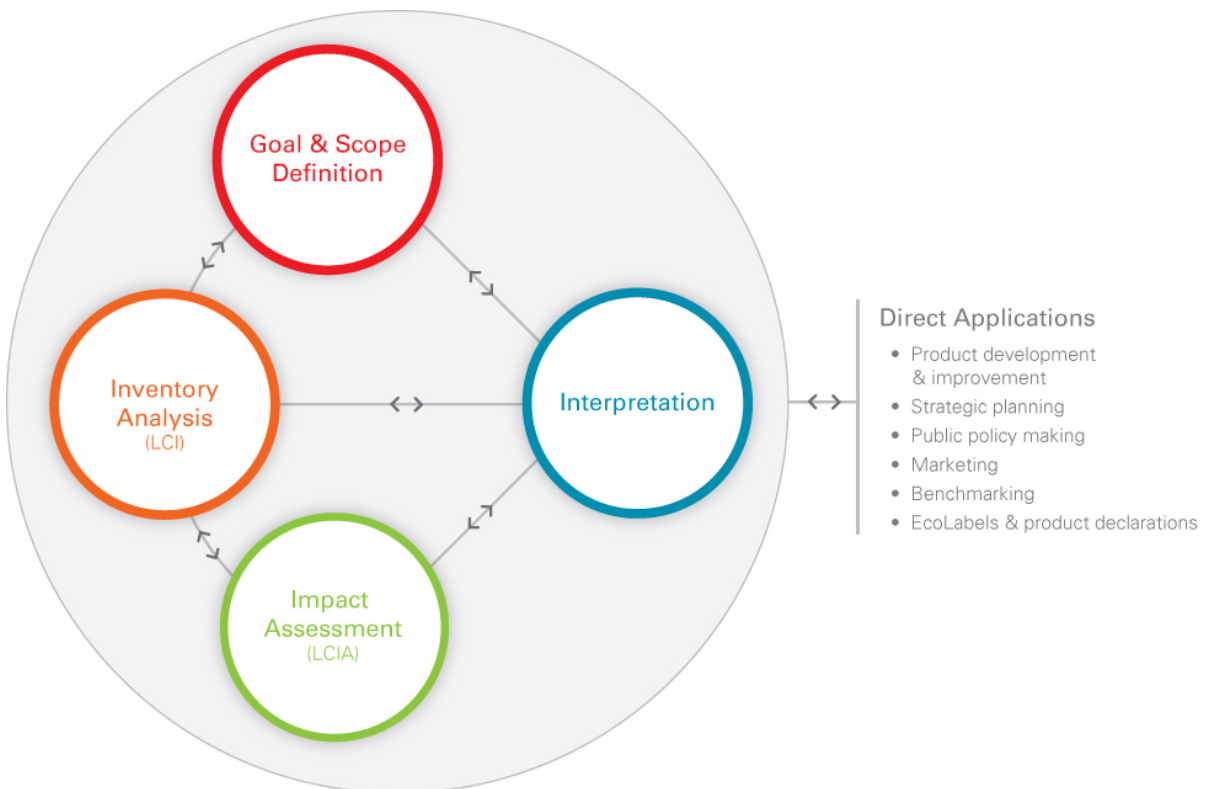 Goal & Scope
Definition
Inventory
Analysis
(LCI)
Interpretation
Impact
Assessment
(LCIA)
Direct Applications
• Product development
& improvement
• Strategic planning
• Public policy making
• Marketing
• Benchmarking
• EcoLabels & product declarations